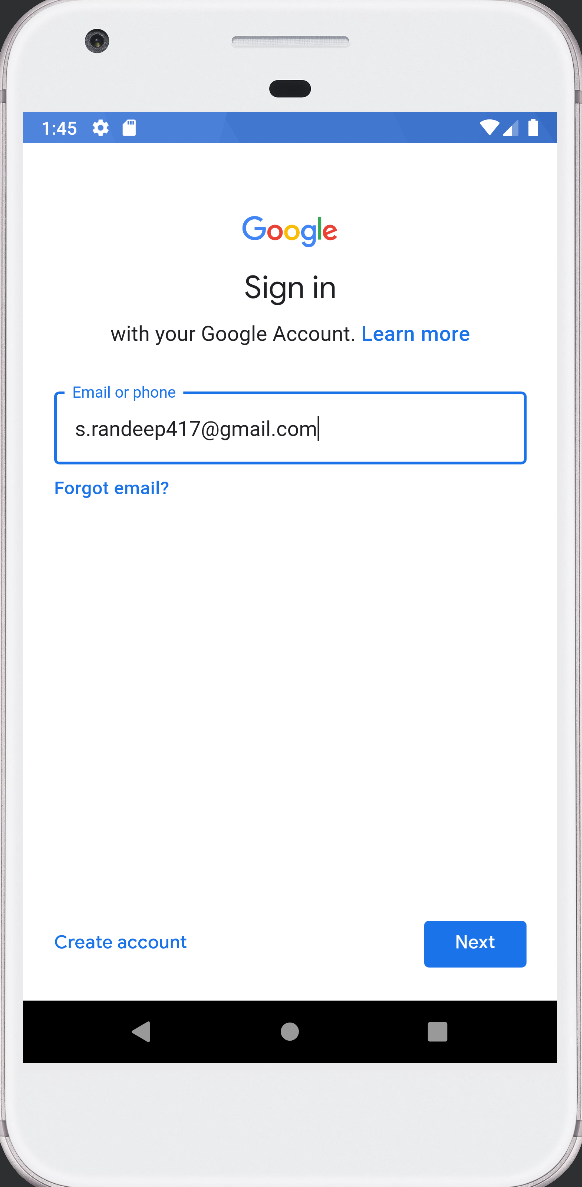 1:45
Google
Sign in
with your Google Account. Learn more
Email or phone
s.randeep417@gmail.com
Forgot email?
Create account
Next